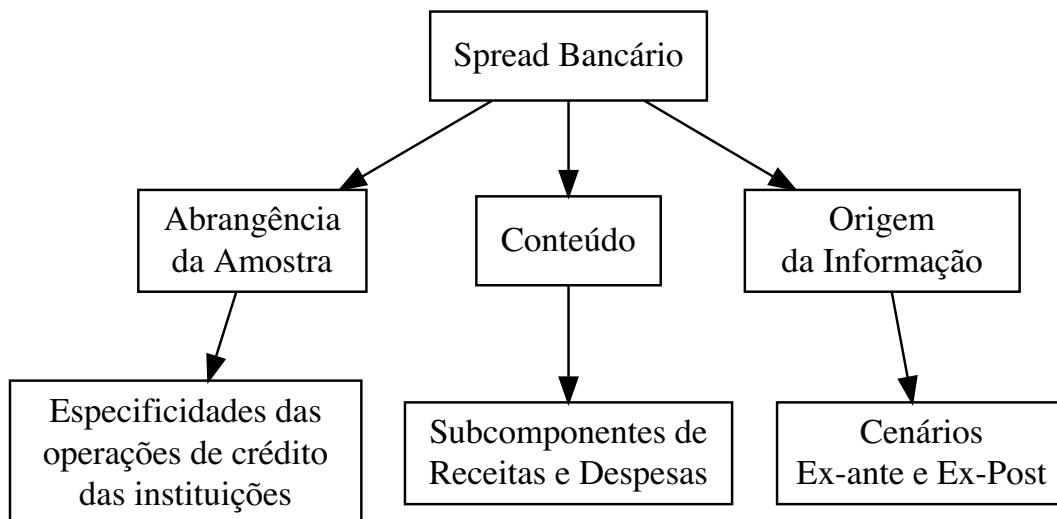 Spread Bancário
Abrangência
da Amostra
Conteúdo
Origem
da Informação
Especificidades das
operações de crédito
das instituições
Subcomponentes de
Receitas e Despesas
Cenários
Ex-ante e Ex-Post